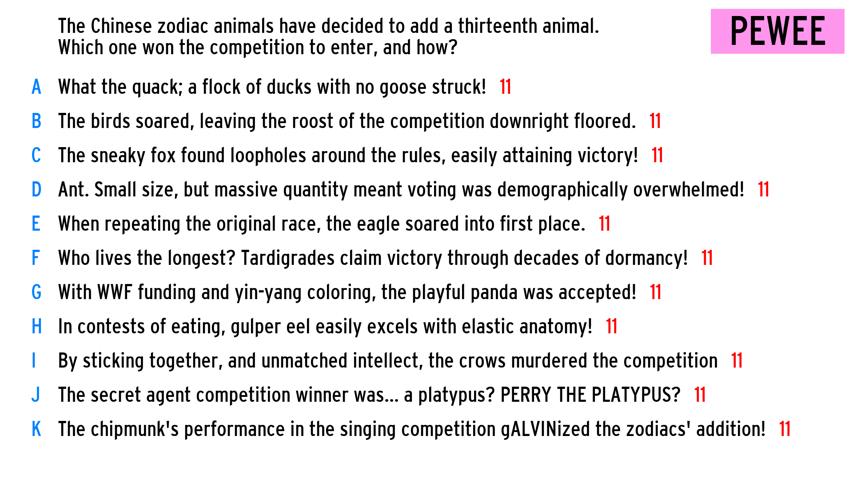 The Chinese zodiac animals have decided to add a thirteenth animal.
Which one won the competition to enter, and how?
PEWEE
A What the quack; a flock of ducks with no goose struck! 11
B The birds soared, leaving the roost of the competition downright floored. 11
C The sneaky fox found loopholes around the rules, easily attaining victory! 11
D Ant. Small size, but massive quantity meant voting was demographically overwhelmed! 11
E When repeating the original race, the eagle soared into first place. 11
F Who lives the longest? Tardigrades claim victory through decades of dormancy! 11
G With WWF funding and yin-yang coloring, the playful panda was accepted! 11
H In contests of eating, gulper eel easily excels with elastic anatomy! 11
I By sticking together, and unmatched intellect, the crows murdered the competition 11
J The secret agent competition winner was... a platypus? PERRY THE PLATYPUS? 11
K The chipmunk's performance in the singing competition gALVINized the zodiacs' addition! 11